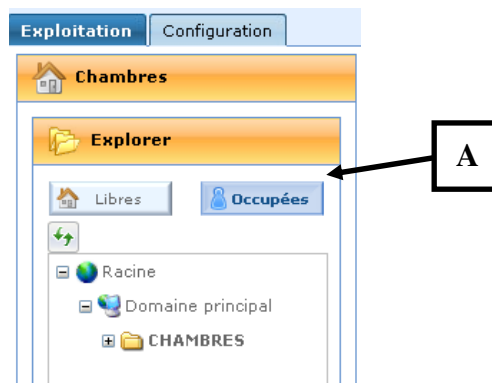 Exploitation Configuration
Chambres
Explorer
A
Libres Occupées
Racine
Domaine principal
CHAMBRES